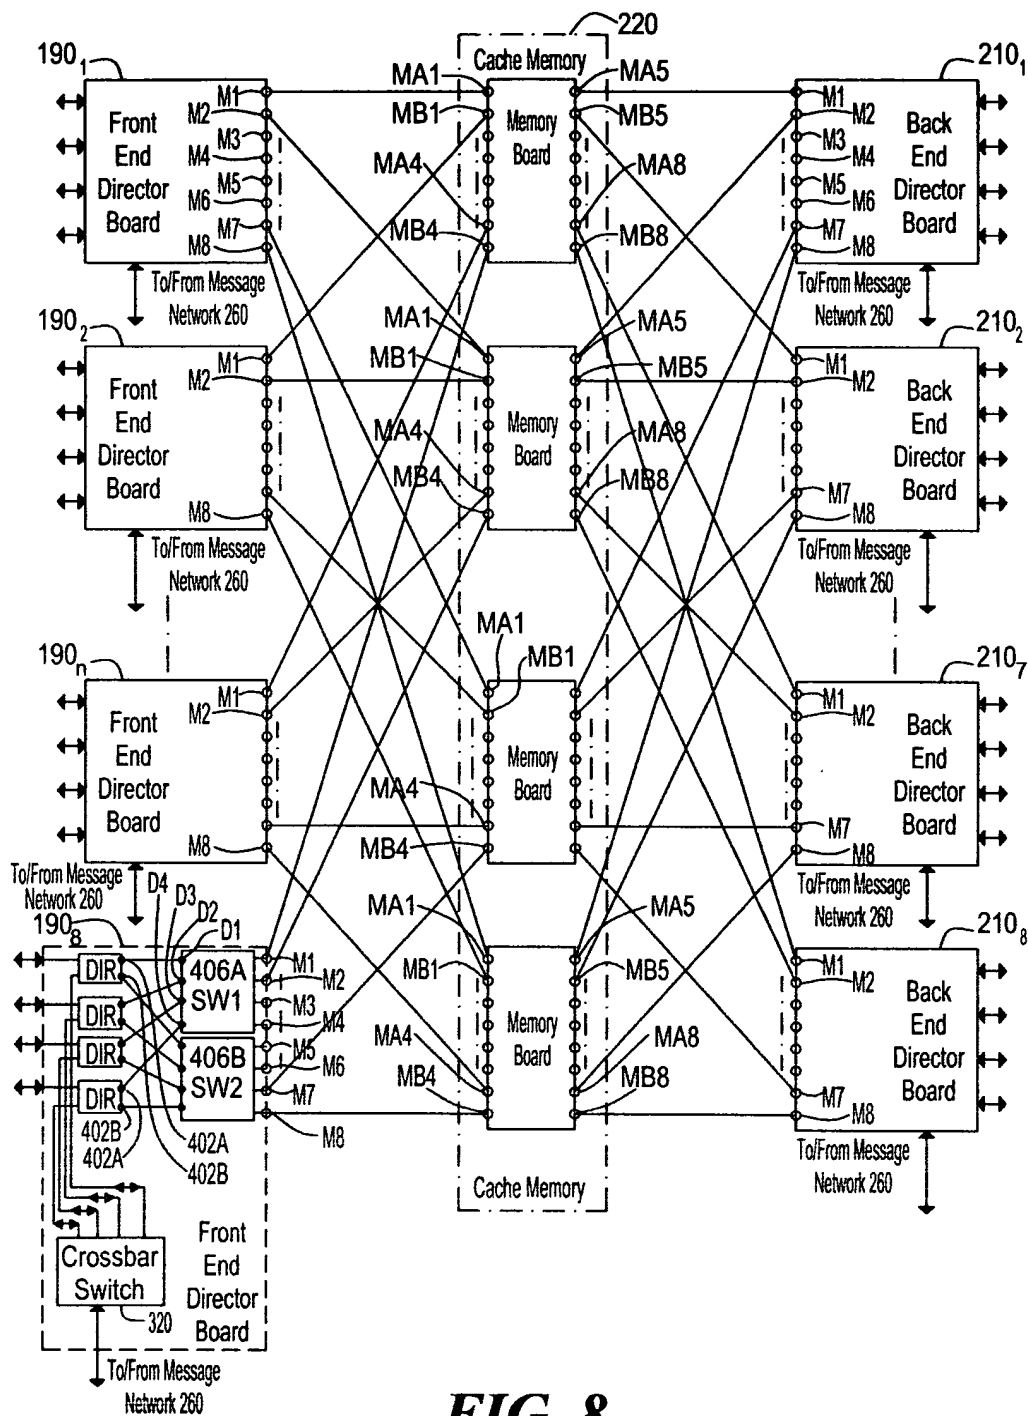 220
190₁
210₁
Cache Memory
MA1
MA5
M1
M1
M2
MB1
MB5
M2
Front
End
Director
Board
M3
M4
M5
M6
M7
M8
Memory
Board
MA4
MA8
MB4
MB8
M3
M4
M5
M6
M7
M8
Back
End
Director
Board
To/From Message
Network 260
To/From Message
Network 260
190₂
210₂
MA1
MA5
M1
M2
MB1
MB5
M1
M2
Front
End
Director
Board
Memory
Board
Back
End
Director
Board
MA4
MA8
MB4
MB8
M7
M8
M8
To/From Message
Network 260
To/From Message
Network 260
190ₙ
210₇
MA1
MB1
M1
M2
M1
M2
Front
End
Director
Board
Memory
Board
Back
End
Director
Board
MA4
M7
M8
MB4
M8
To/From Message
Network 260
To/From Message
Network 260
D4
D3
D2
D1
190₈
210₈
MA1
MA5
DIR
DIR
DIR
DIR
406A
SW1
406B
SW2
M1
M2
M3
M4
M5
M6
M7
M8
MB1
MB5
M1
M2
Memory
Board
Back
End
Director
Board
MA4
MA8
MB4
MB8
M7
M8
402B
402A
402A
402B
To/From Message
Network 260
Cache Memory
Crossbar
Switch
320
Front
End
Director
Board
To/From Message
Network 260
FIG. 8